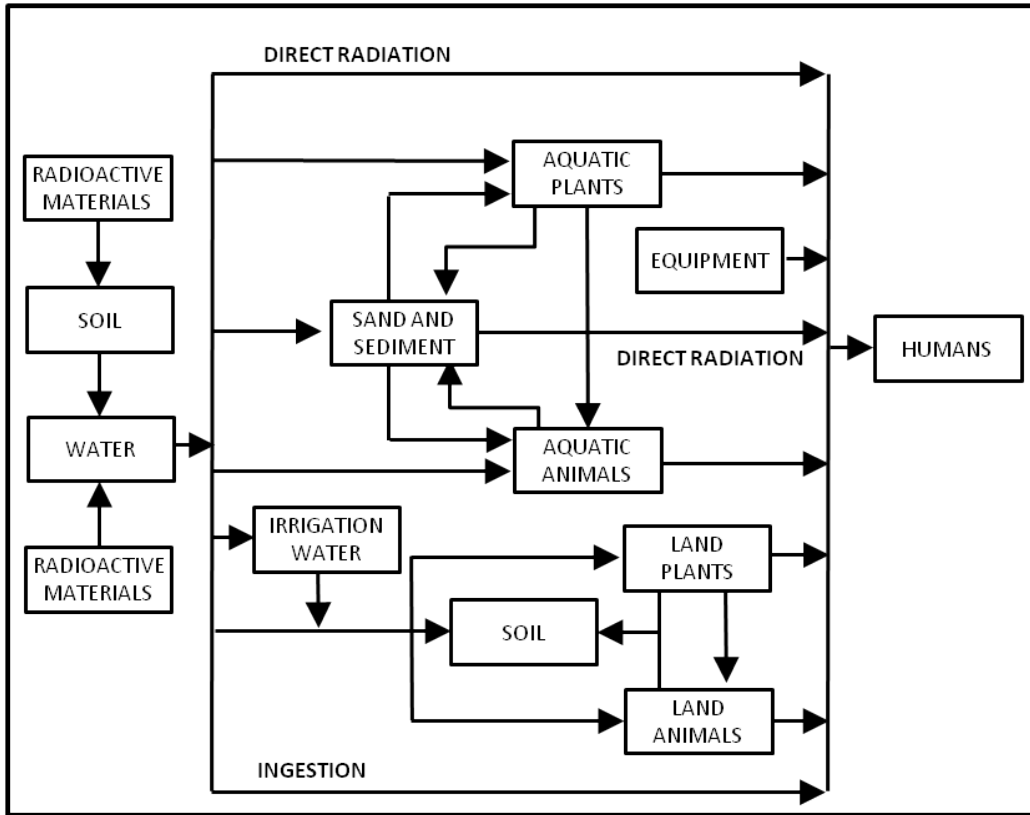 DIRECT RADIATION
RADIOACTIVE
MATERIALS
AQUATIC
PLANTS
EQUIPMENT
SOIL
SAND AND
SEDIMENT
DIRECT RADIATION
HUMANS
WATER
AQUATIC
ANIMALS
IRRIGATION
WATER
LAND
PLANTS
RADIOACTIVE
MATERIALS
SOIL
LAND
ANIMALS
INGESTION